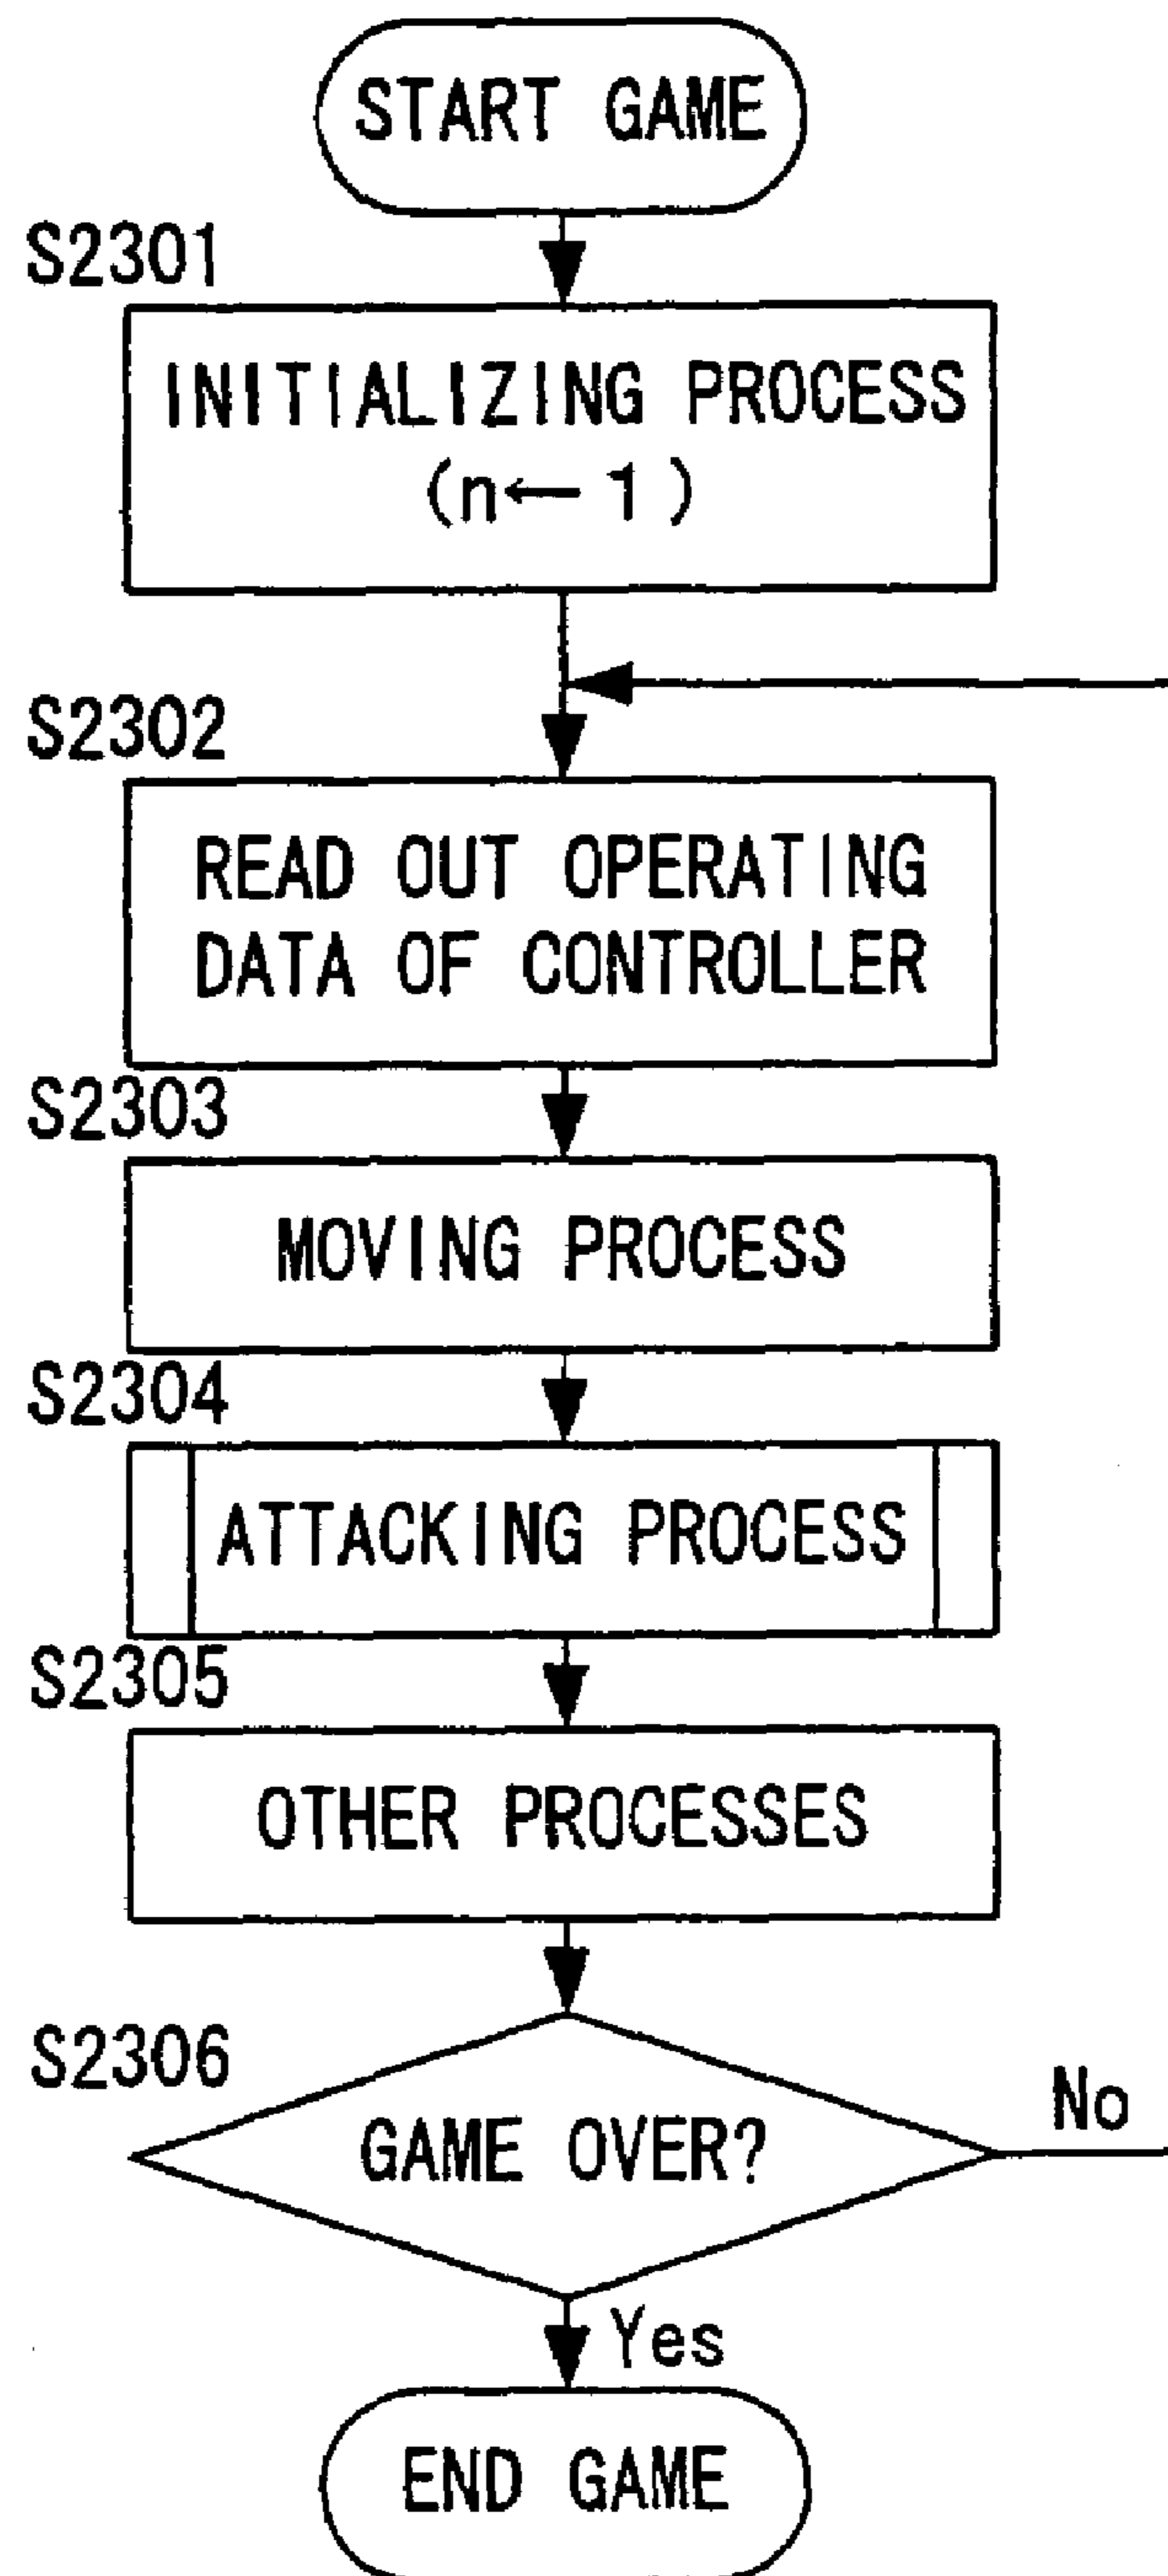 START GAME
S2301
INITIALIZING PROCESS
(n← 1)
S2302
READ OUT OPERATING
DATA OF CONTROLLER
S2303
MOVING PROCESS
S2304
ATTACKING PROCESS
S2305
OTHER PROCESSES
S2306
GAME OVER?
No
Yes
END GAME